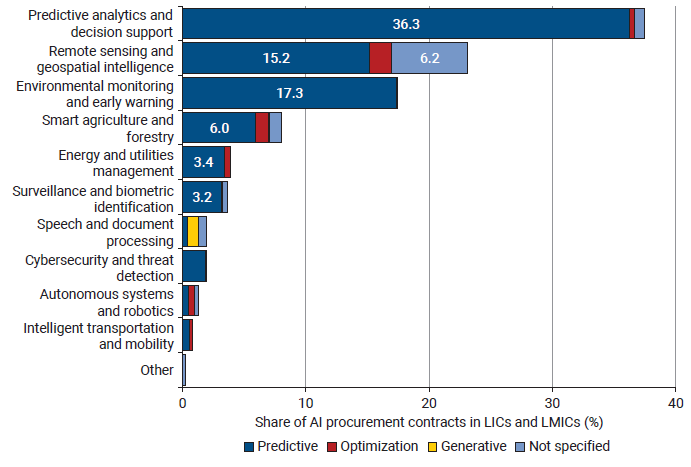 Predictive analytics and
decision support
36.3
Remote sensing and
geospatial intelligence
15.2
6.2
Environmental monitoring
and early warning
17.3
Smart agriculture and
forestry
6.0
Energy and utilities
management
3.4
Surveillance and biometric
identification
3.2
Speech and document
processing
Cybersecurity and threat
detection
Autonomous systems
and robotics
Intelligent transportation
and mobility
Other
0 10 20 30 40
Share of AI procurement contracts in LICs and LMICs (%)
Predictive Optimization Generative Not specified